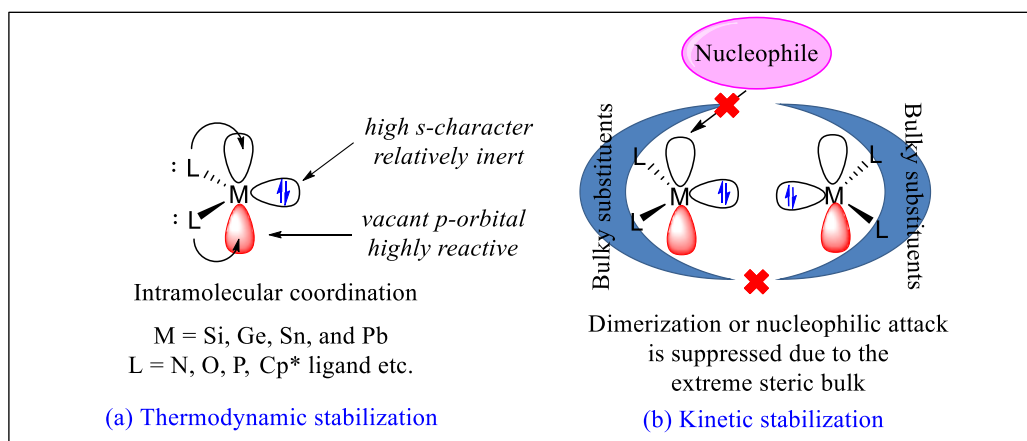 : L
: L
M
high s-character
relatively inert
vacant p-orbital
highly reactive
Intramolecular coordination
M = Si, Ge, Sn, and Pb
L = N, O, P, Cp* ligand etc.
(a) Thermodynamic stabilization
Nucleophile
Bulky substituents
L
L
M
M
L
L
Bulky substituents
Dimerization or nucleophilic attack
is suppressed due to the
extreme steric bulk
(b) Kinetic stabilization